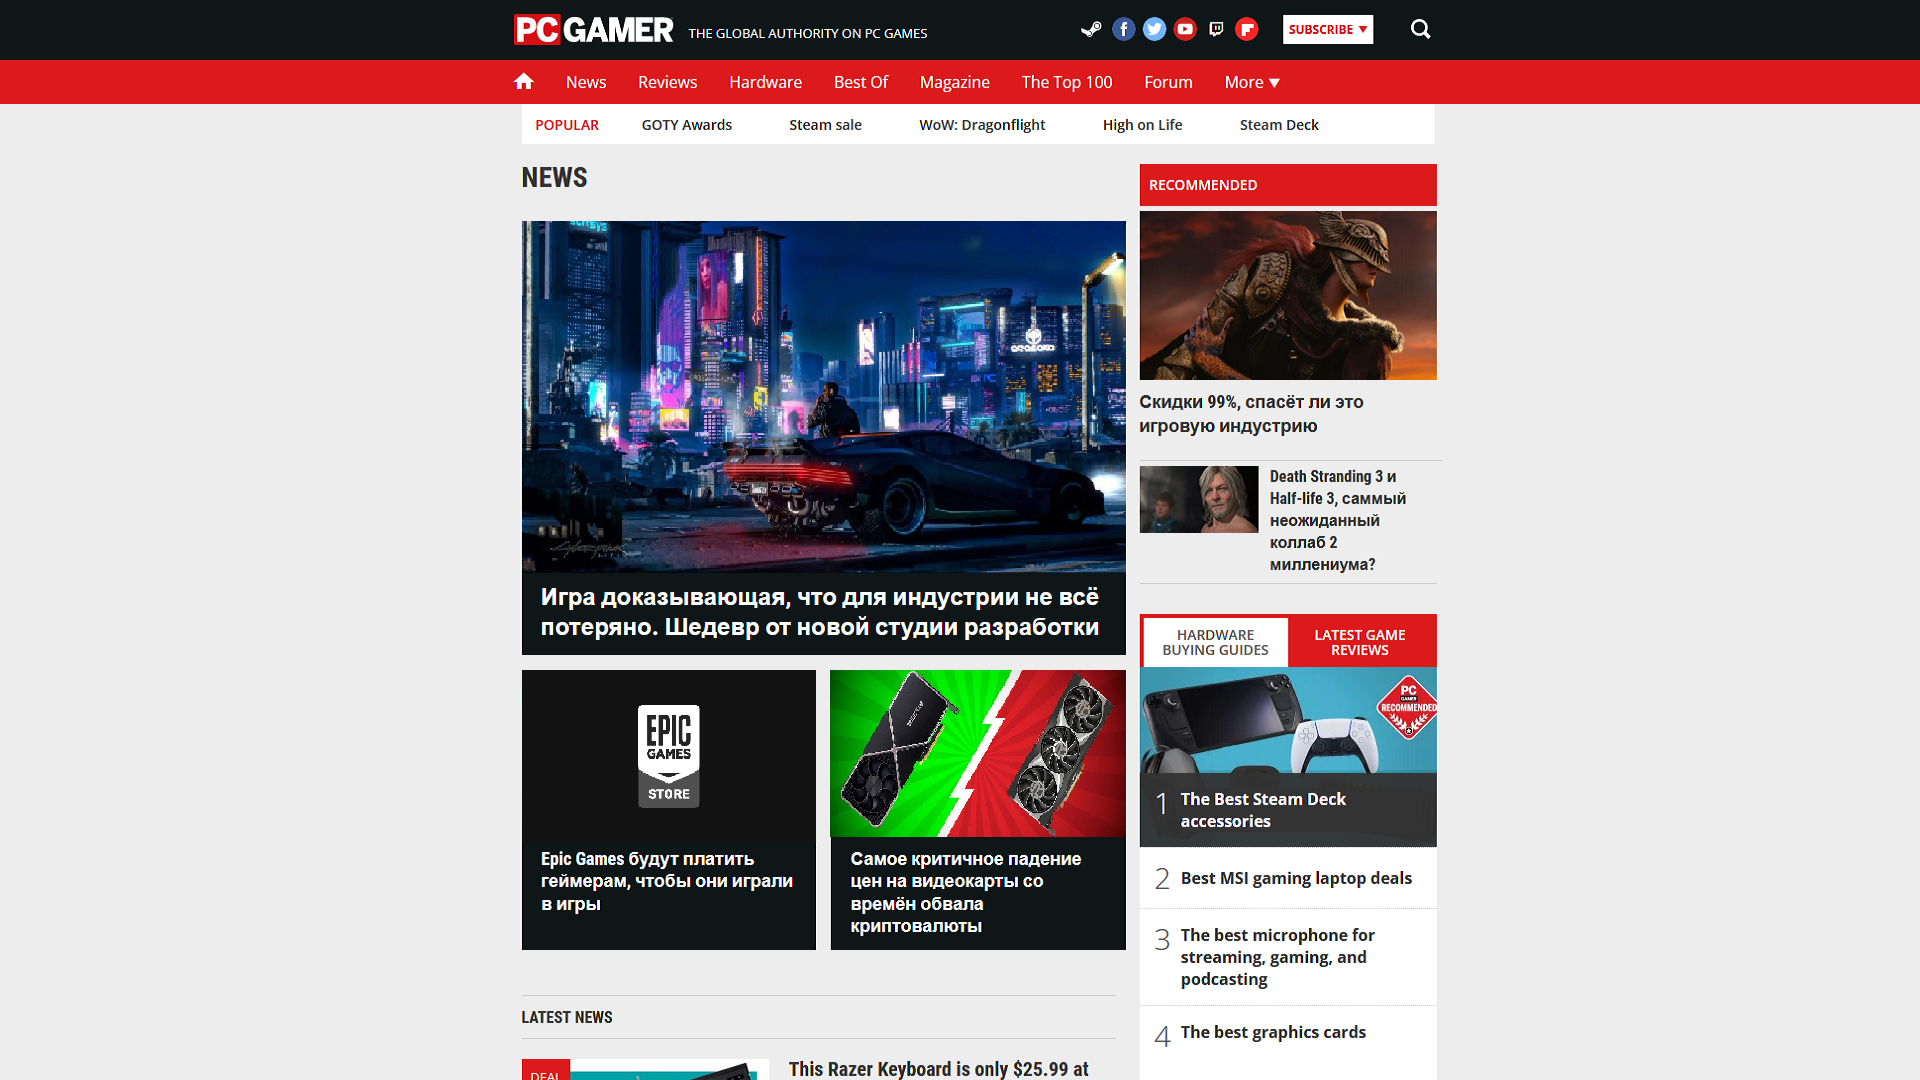 PC GAMER
THE GLOBAL AUTHORITY ON PC GAMES
SUBSCRIBE
News
Reviews
Hardware
Best Of
Magazine
The Top 100
Forum
More
POPULAR
GOTY Awards
Steam sale
WoW: Dragonflight
High on Life
Steam Deck
NEWS
ARASAKA
Игра доказывающая, что для индустрии не всё
потеряно. Шедевр от новой студии разработки
EPIC
GAMES
STORE
Epic Games будут платить
геймерам, чтобы они играли
в игры
Самое критичное падение
цен на видеокарты со
времён обвала
криптовалюты
LATEST NEWS
DEAL
This Razer Keyboard is only $25.99 at
RECOMMENDED
Скидки 99%, спасёт ли это
игровую индустрию
Death Stranding 3 и
Half-life 3, саммый
неожиданный
коллаб 2
миллениума?
HARDWARE
BUYING GUIDES
LATEST GAME
REVIEWS
PC
GAMER
RECOMMENDED
1 The Best Steam Deck
accessories
2 Best MSI gaming laptop deals
3 The best microphone for
streaming, gaming, and
podcasting
4 The best graphics cards